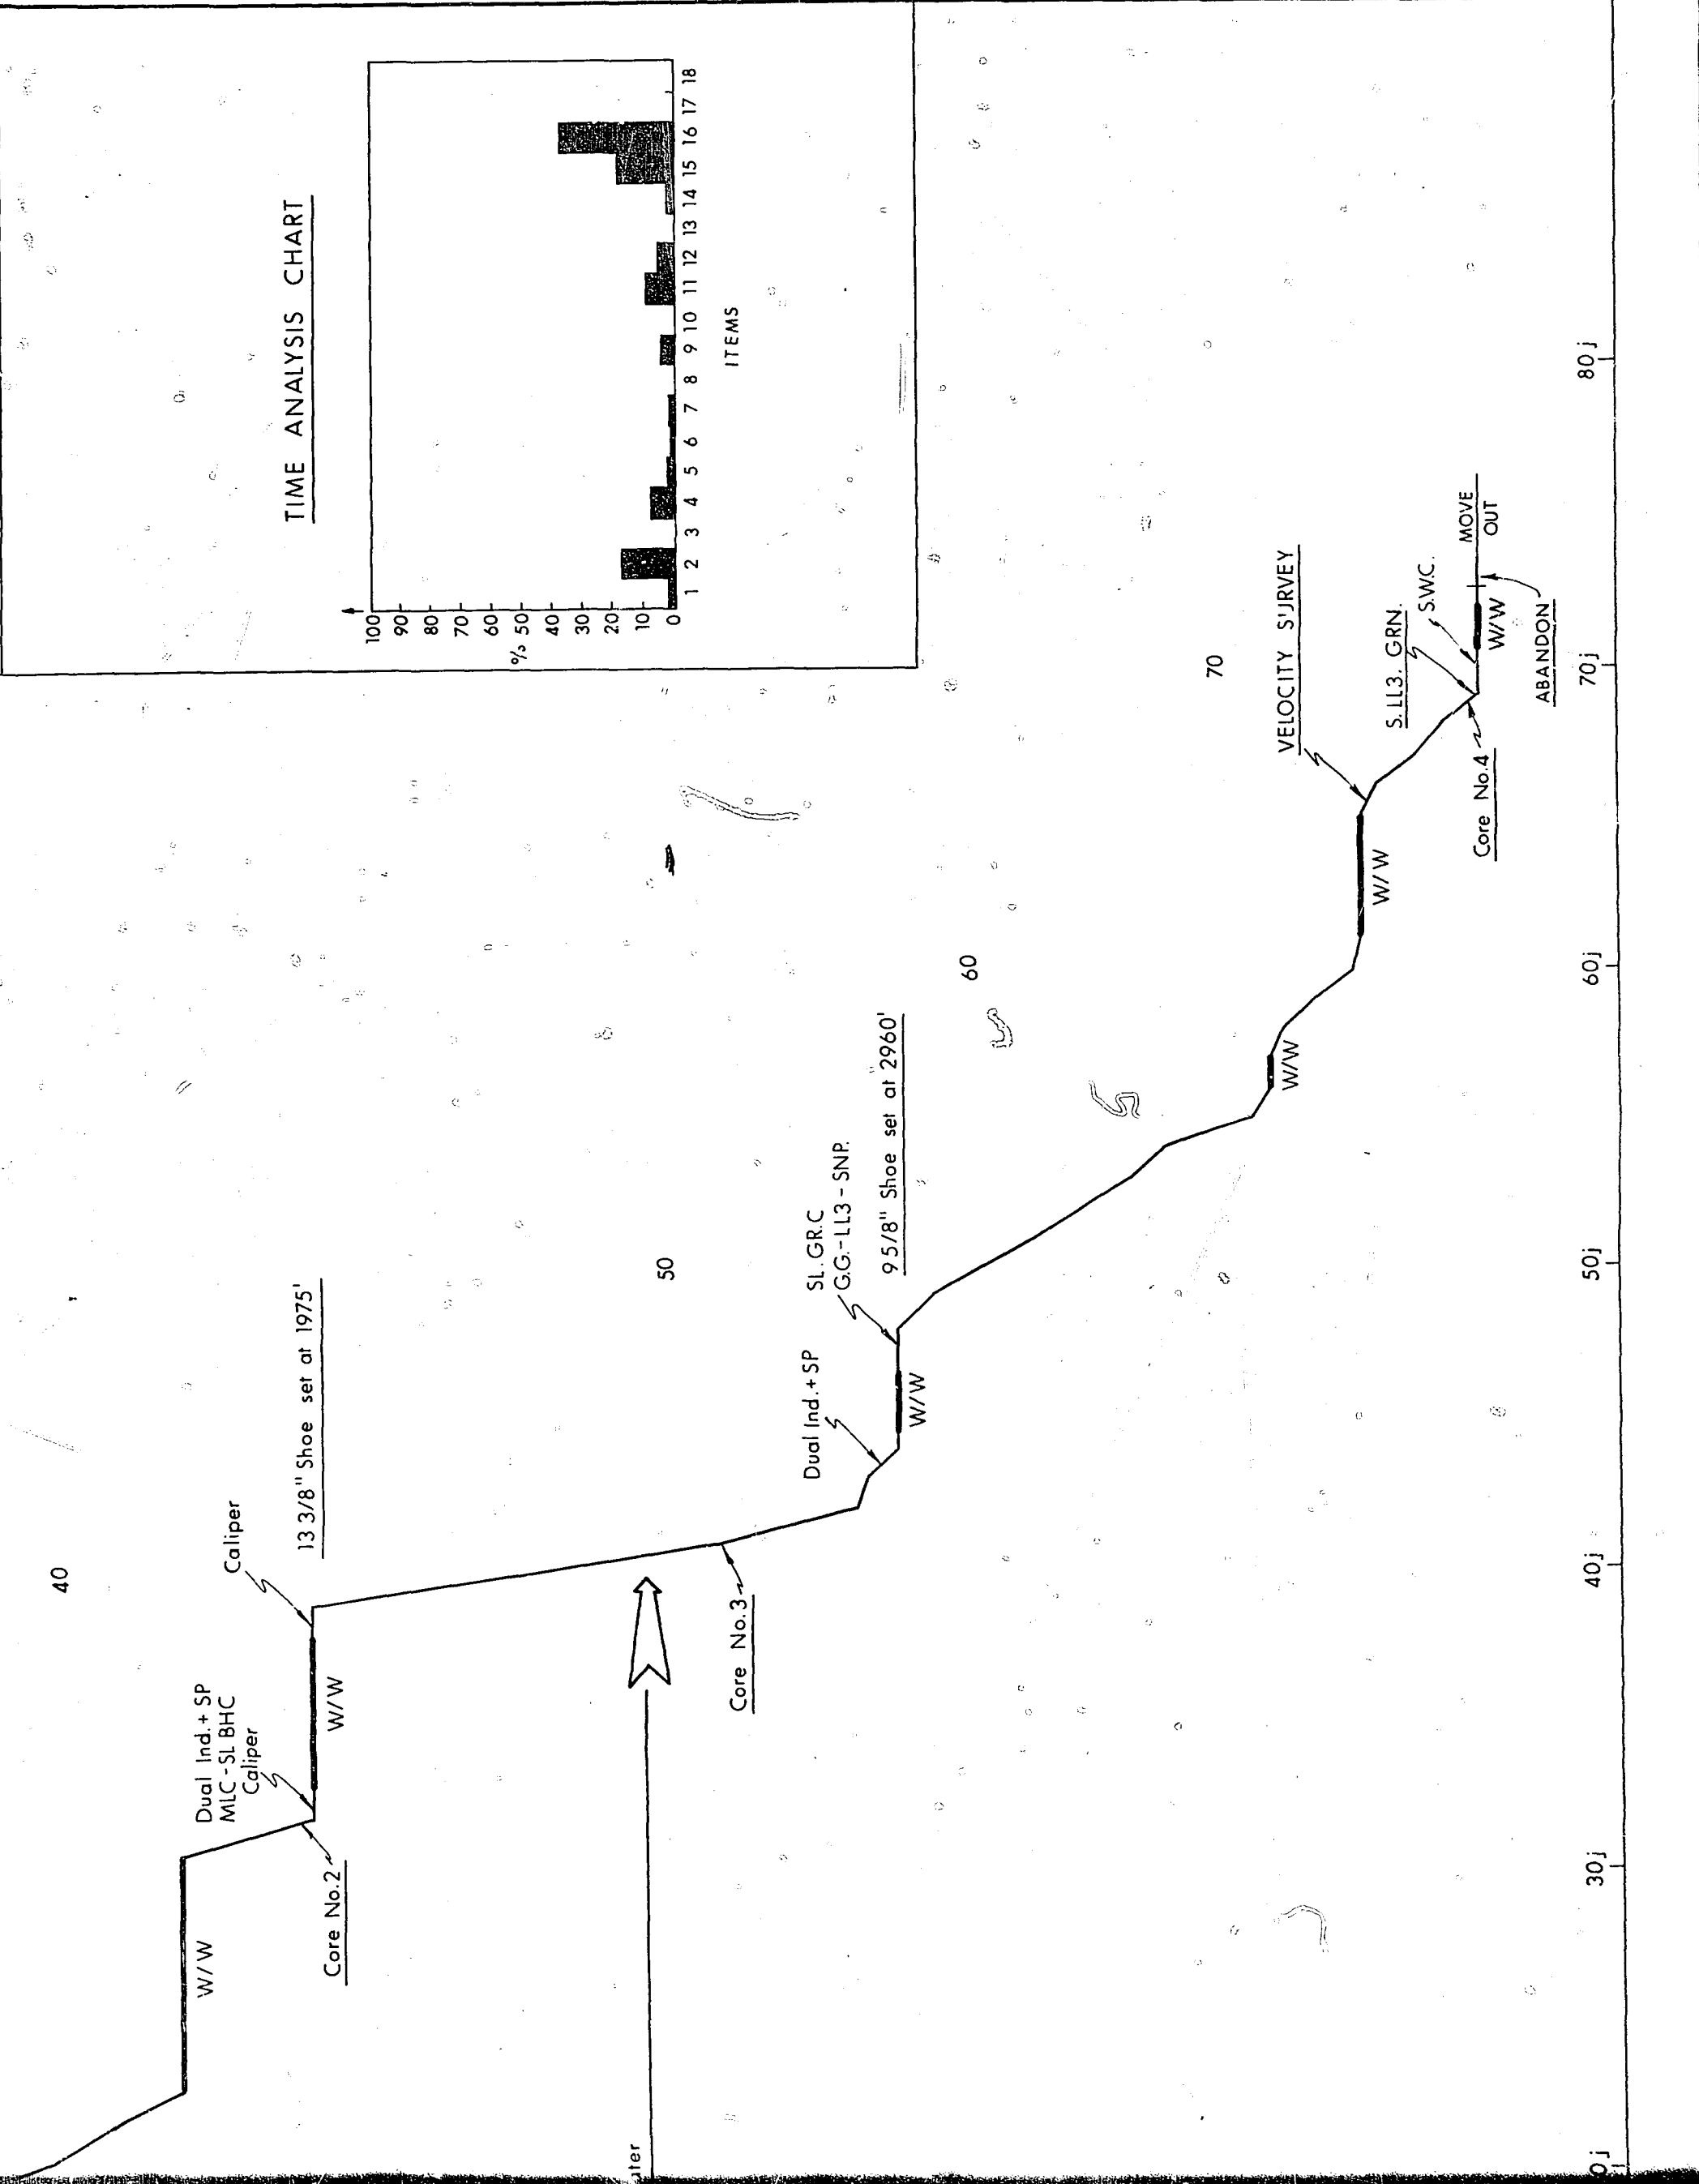 TIME ANALYSIS CHART
%
100
90
80
70
60
50
40
30
20
10
0
1 2 3 4 5 6 7 8 9 10 11 12 13 14 15 16 17 18
ITEMS
40
W/W
Dual Ind.+ SP
MLC - SL BHC
Caliper
Core No.2
W/W
Caliper
13 3/8" Shoe set at 1975'
50
Core No.3
Dual Ind.+ SP
W/W
SL. GR.C
G.G.-LL3 - SNP.
9 5/8" Shoe set at 2960'
60
W/W
W/W
70
VELOCITY SURVEY
Core No.4
S. LL3. GRN.
S.W.C.
W/W
MOVE
OUT
ABANDON
30j
40j
50j
60j
70j
80j